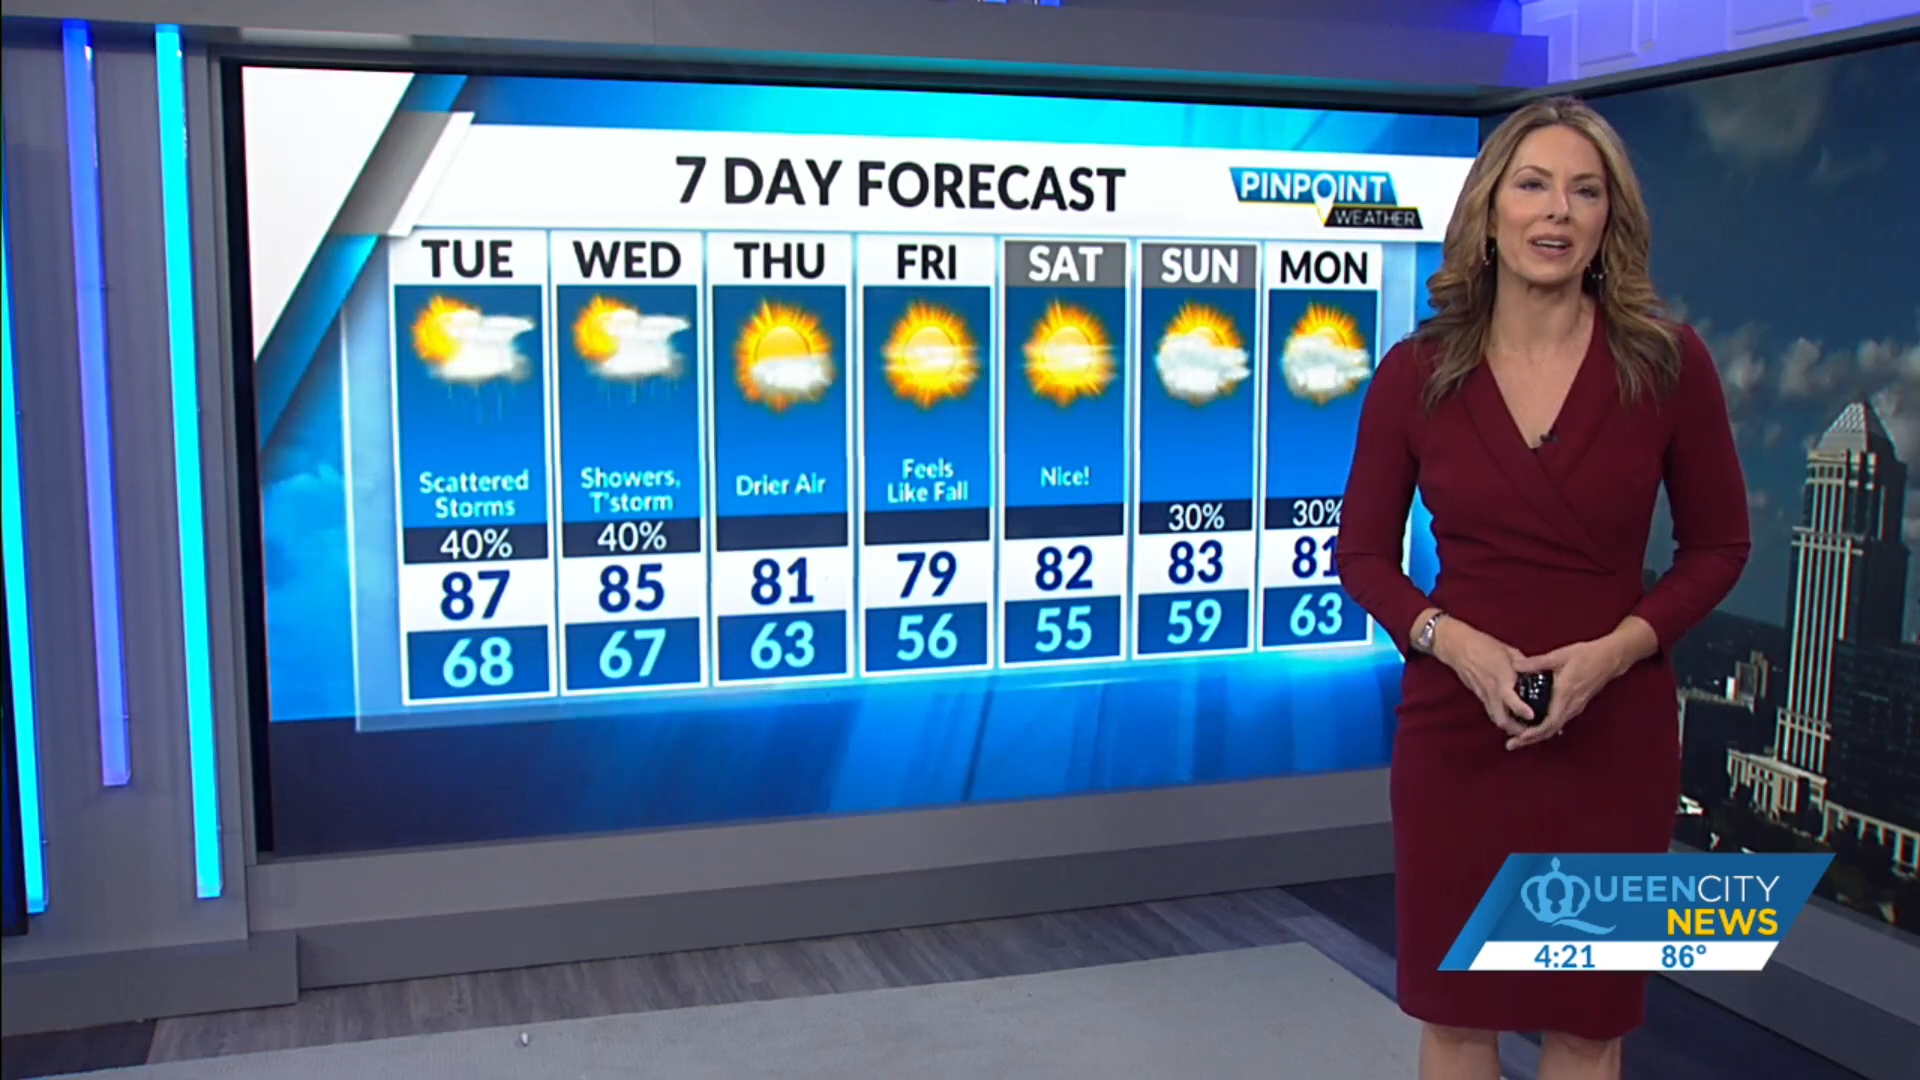 7 DAY FORECAST
PINPOINT
WEATHER
TUE WED THU FRI SAT SUN MON
Scattered
Storms
Showers,
T'storm
Drier Air
Feels
Like Fall
Nice!
40% 40% 30% 30%
87 85 81 79 82 83 81
68 67 63 56 55 59 63
QUEENCITY
NEWS
4:21 86°